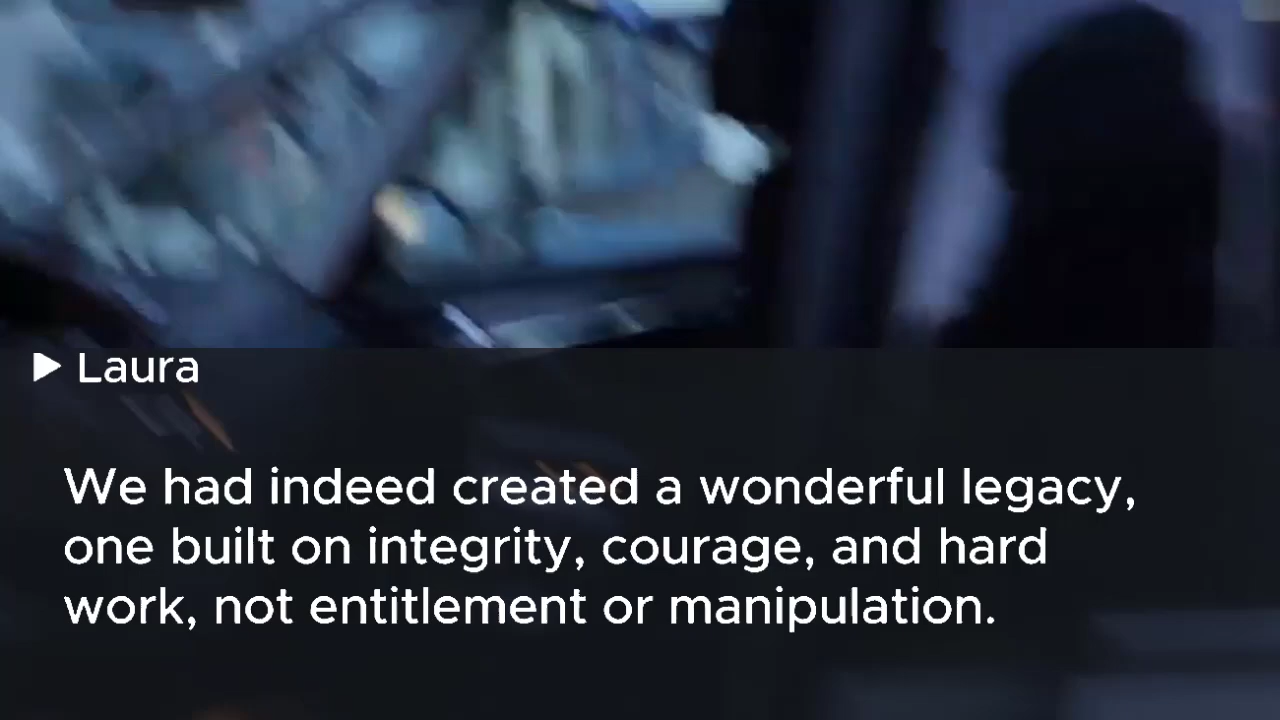 Laura
We had indeed created a wonderful legacy,
one built on integrity, courage, and hard
work, not entitlement or manipulation.